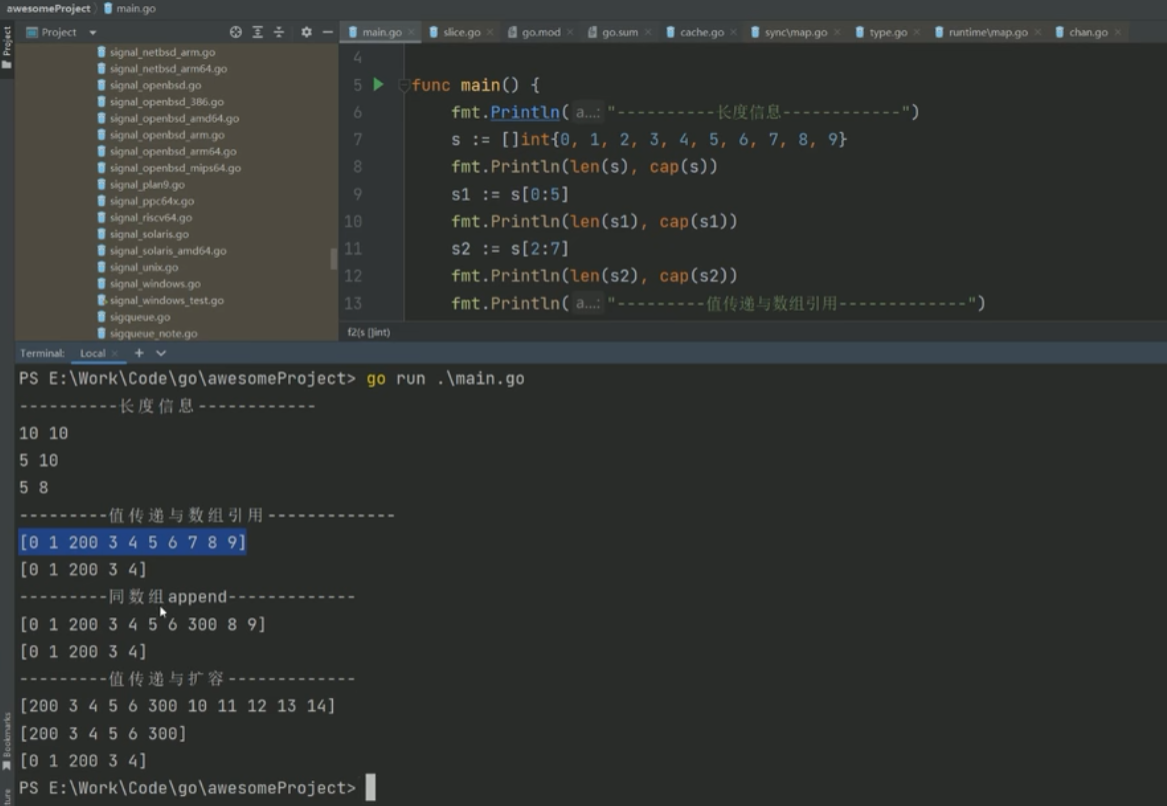 awesomeProject main.go
Project
main.go slice.go go.mod go.sum cache.go sync\map.go type.go runtime\map.go chan.go
Project
signal_netbsd_arm.go
signal_netbsd_arm64.go
signal_openbsd.go
signal_openbsd_386.go
signal_openbsd_amd64.go
signal_openbsd_arm.go
signal_openbsd_arm64.go
signal_openbsd_mips64.go
signal_plan9.go
signal_ppc64x.go
signal_riscv64.go
signal_solaris.go
signal_solaris_amd64.go
signal_unix.go
signal_windows.go
signal_windows_test.go
sigqueue.go
sigqueue_note.go
4
5 func main() {
6 fmt.Println( a...: "----------长度信息------------")
7 s := []int{0, 1, 2, 3, 4, 5, 6, 7, 8, 9}
8 fmt.Println(len(s), cap(s))
9 s1 := s[0:5]
10 fmt.Println(len(s1), cap(s1))
11 s2 := s[2:7]
12 fmt.Println(len(s2), cap(s2))
13 fmt.Println( a...: "---------值传递与数组引用-------------")
f2(s []int)
Terminal: Local
PS E:\Work\Code\go\awesomeProject> go run .\main.go
----------长度信息------------
10 10
5 10
5 8
---------值传递与数组引用-------------
[0 1 200 3 4 5 6 7 8 9]
[0 1 200 3 4]
---------同数组append-------------
[0 1 200 3 4 5 6 300 8 9]
[0 1 200 3 4]
---------值传递与扩容-------------
[200 3 4 5 6 300 10 11 12 13 14]
[200 3 4 5 6 300]
[0 1 200 3 4]
PS E:\Work\Code\go\awesomeProject>
Bookmarks